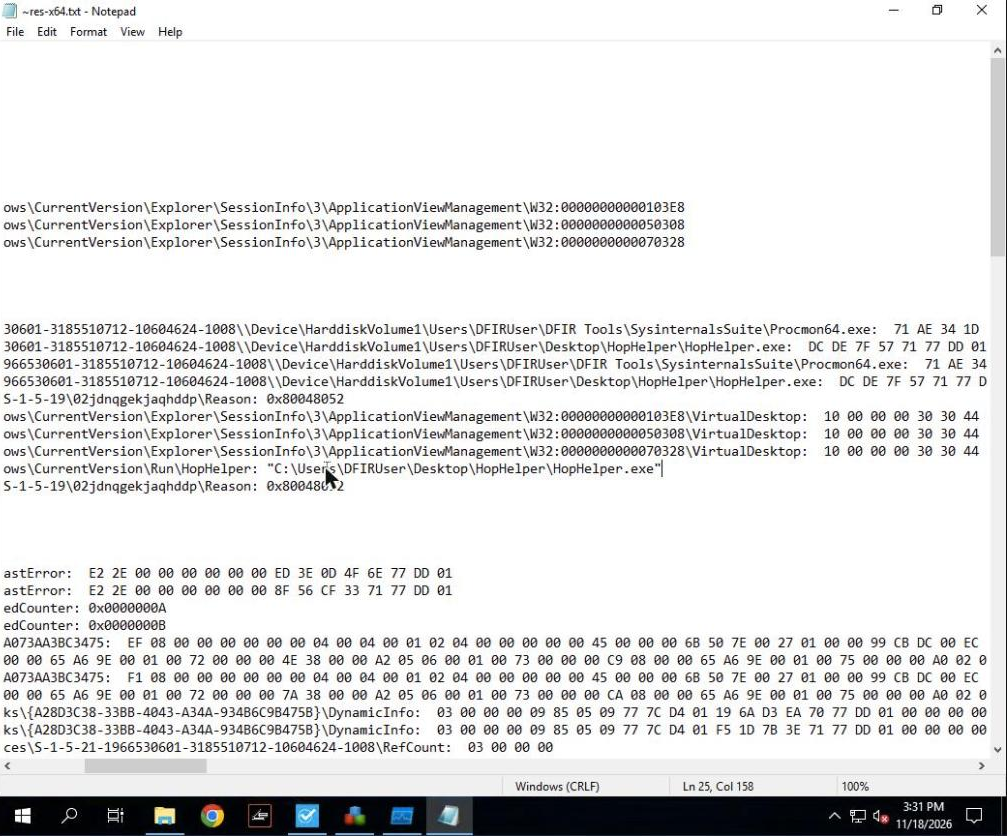 ~res-x64.txt - Notepad
File Edit Format View Help
ows\CurrentVersion\Explorer\SessionInfo\3\ApplicationViewManagement\W32:00000000000103E8
ows\CurrentVersion\Explorer\SessionInfo\3\ApplicationViewManagement\W32:0000000000050308
ows\CurrentVersion\Explorer\SessionInfo\3\ApplicationViewManagement\W32:0000000000070328
30601-3185510712-10604624-1008\\Device\HarddiskVolume1\Users\DFIRUser\DFIR Tools\SysinternalsSuite\Procmon64.exe:  71 AE 34 1D
30601-3185510712-10604624-1008\\Device\HarddiskVolume1\Users\DFIRUser\Desktop\HopHelper\HopHelper.exe:  DC DE 7F 57 71 77 DD 01
966530601-3185510712-10604624-1008\\Device\HarddiskVolume1\Users\DFIRUser\DFIR Tools\SysinternalsSuite\Procmon64.exe:  71 AE 34
966530601-3185510712-10604624-1008\\Device\HarddiskVolume1\Users\DFIRUser\Desktop\HopHelper\HopHelper.exe:  DC DE 7F 57 71 77 D
S-1-5-19\02jdnqgekjaqhddp\Reason: 0x80048052
ows\CurrentVersion\Explorer\SessionInfo\3\ApplicationViewManagement\W32:00000000000103E8\VirtualDesktop:  10 00 00 00 30 30 44
ows\CurrentVersion\Explorer\SessionInfo\3\ApplicationViewManagement\W32:0000000000050308\VirtualDesktop:  10 00 00 00 30 30 44
ows\CurrentVersion\Explorer\SessionInfo\3\ApplicationViewManagement\W32:0000000000070328\VirtualDesktop:  10 00 00 00 30 30 44
ows\CurrentVersion\Run\HopHelper: "C:\Users\DFIRUser\Desktop\HopHelper\HopHelper.exe"
S-1-5-19\02jdnqgekjaqhddp\Reason: 0x80048052
astError:  E2 2E 00 00 00 00 00 00 ED 3E 0D 4F 6E 77 DD 01
astError:  E2 2E 00 00 00 00 00 00 8F 56 CF 33 71 77 DD 01
edCounter: 0x0000000A
edCounter: 0x0000000B
A073AA3BC3475:  EF 08 00 00 00 00 00 00 04 00 04 00 01 02 04 00 00 00 00 00 45 00 00 00 6B 50 7E 00 27 01 00 00 99 CB DC 00 EC
00 00 65 A6 9E 00 01 00 72 00 00 00 4E 38 00 00 A2 05 06 00 01 00 73 00 00 00 C9 08 00 00 65 A6 9E 00 01 00 75 00 00 00 A0 02 0
A073AA3BC3475:  F1 08 00 00 00 00 00 00 04 00 04 00 01 02 04 00 00 00 00 00 45 00 00 00 6B 50 7E 00 27 01 00 00 99 CB DC 00 EC
00 00 65 A6 9E 00 01 00 72 00 00 00 7A 38 00 00 A2 05 06 00 01 00 73 00 00 00 CA 08 00 00 65 A6 9E 00 01 00 75 00 00 00 A0 02 0
ks\{A28D3C38-33BB-4043-A34A-934B6C9B475B}\DynamicInfo:  03 00 00 00 09 85 05 09 77 7C D4 01 19 6A D3 EA 70 77 DD 01 00 00 00 00
ks\{A28D3C38-33BB-4043-A34A-934B6C9B475B}\DynamicInfo:  03 00 00 00 09 85 05 09 77 7C D4 01 F5 1D 7B 3E 71 77 DD 01 00 00 00 00
ces\S-1-5-21-1966530601-3185510712-10604624-1008\RefCount:  03 00 00 00
Windows (CRLF) Ln 25, Col 158 100%
3:31 PM
11/18/2026